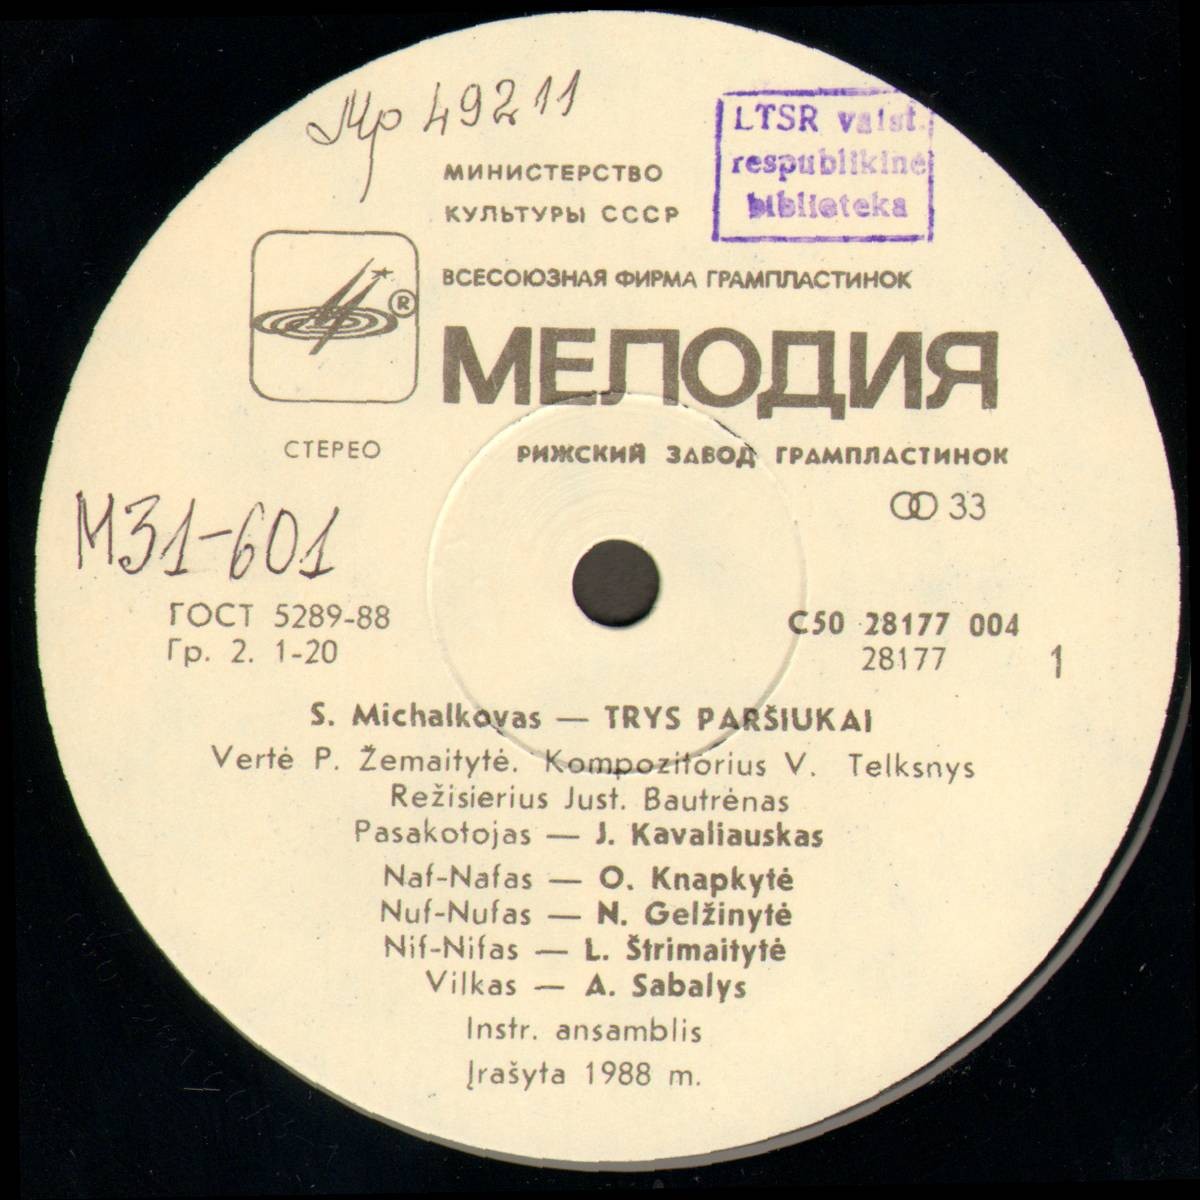 Мр 49211
LTSR valst.
respublikinė
biblioteka
МИНИСТЕРСТВО
КУЛЬТУРЫ СССР
ВСЕСОЮЗНАЯ ФИРМА ГРАМПЛАСТИНОК
®
МЕЛОДИЯ
СТЕРЕО
РИЖСКИЙ ЗАВОД ГРАМПЛАСТИНОК
33
М31-601
ГОСТ 5289-88
Гр. 2. 1-20
С50 28177 004
28177
1
S. Michalkovas — TRYS PARŠIUKAI
Vertė P. Žemaitytė. Kompozitorius V. Telksnys
Režisierius Just. Bautrėnas
Pasakotojas — J. Kavaliauskas
Naf-Nafas — O. Knapkytė
Nuf-Nufas — N. Gelžinytė
Nif-Nifas — L. Štrimaitytė
Vilkas — A. Sabalys
Instr. ansamblis
Įrašyta 1988 m.